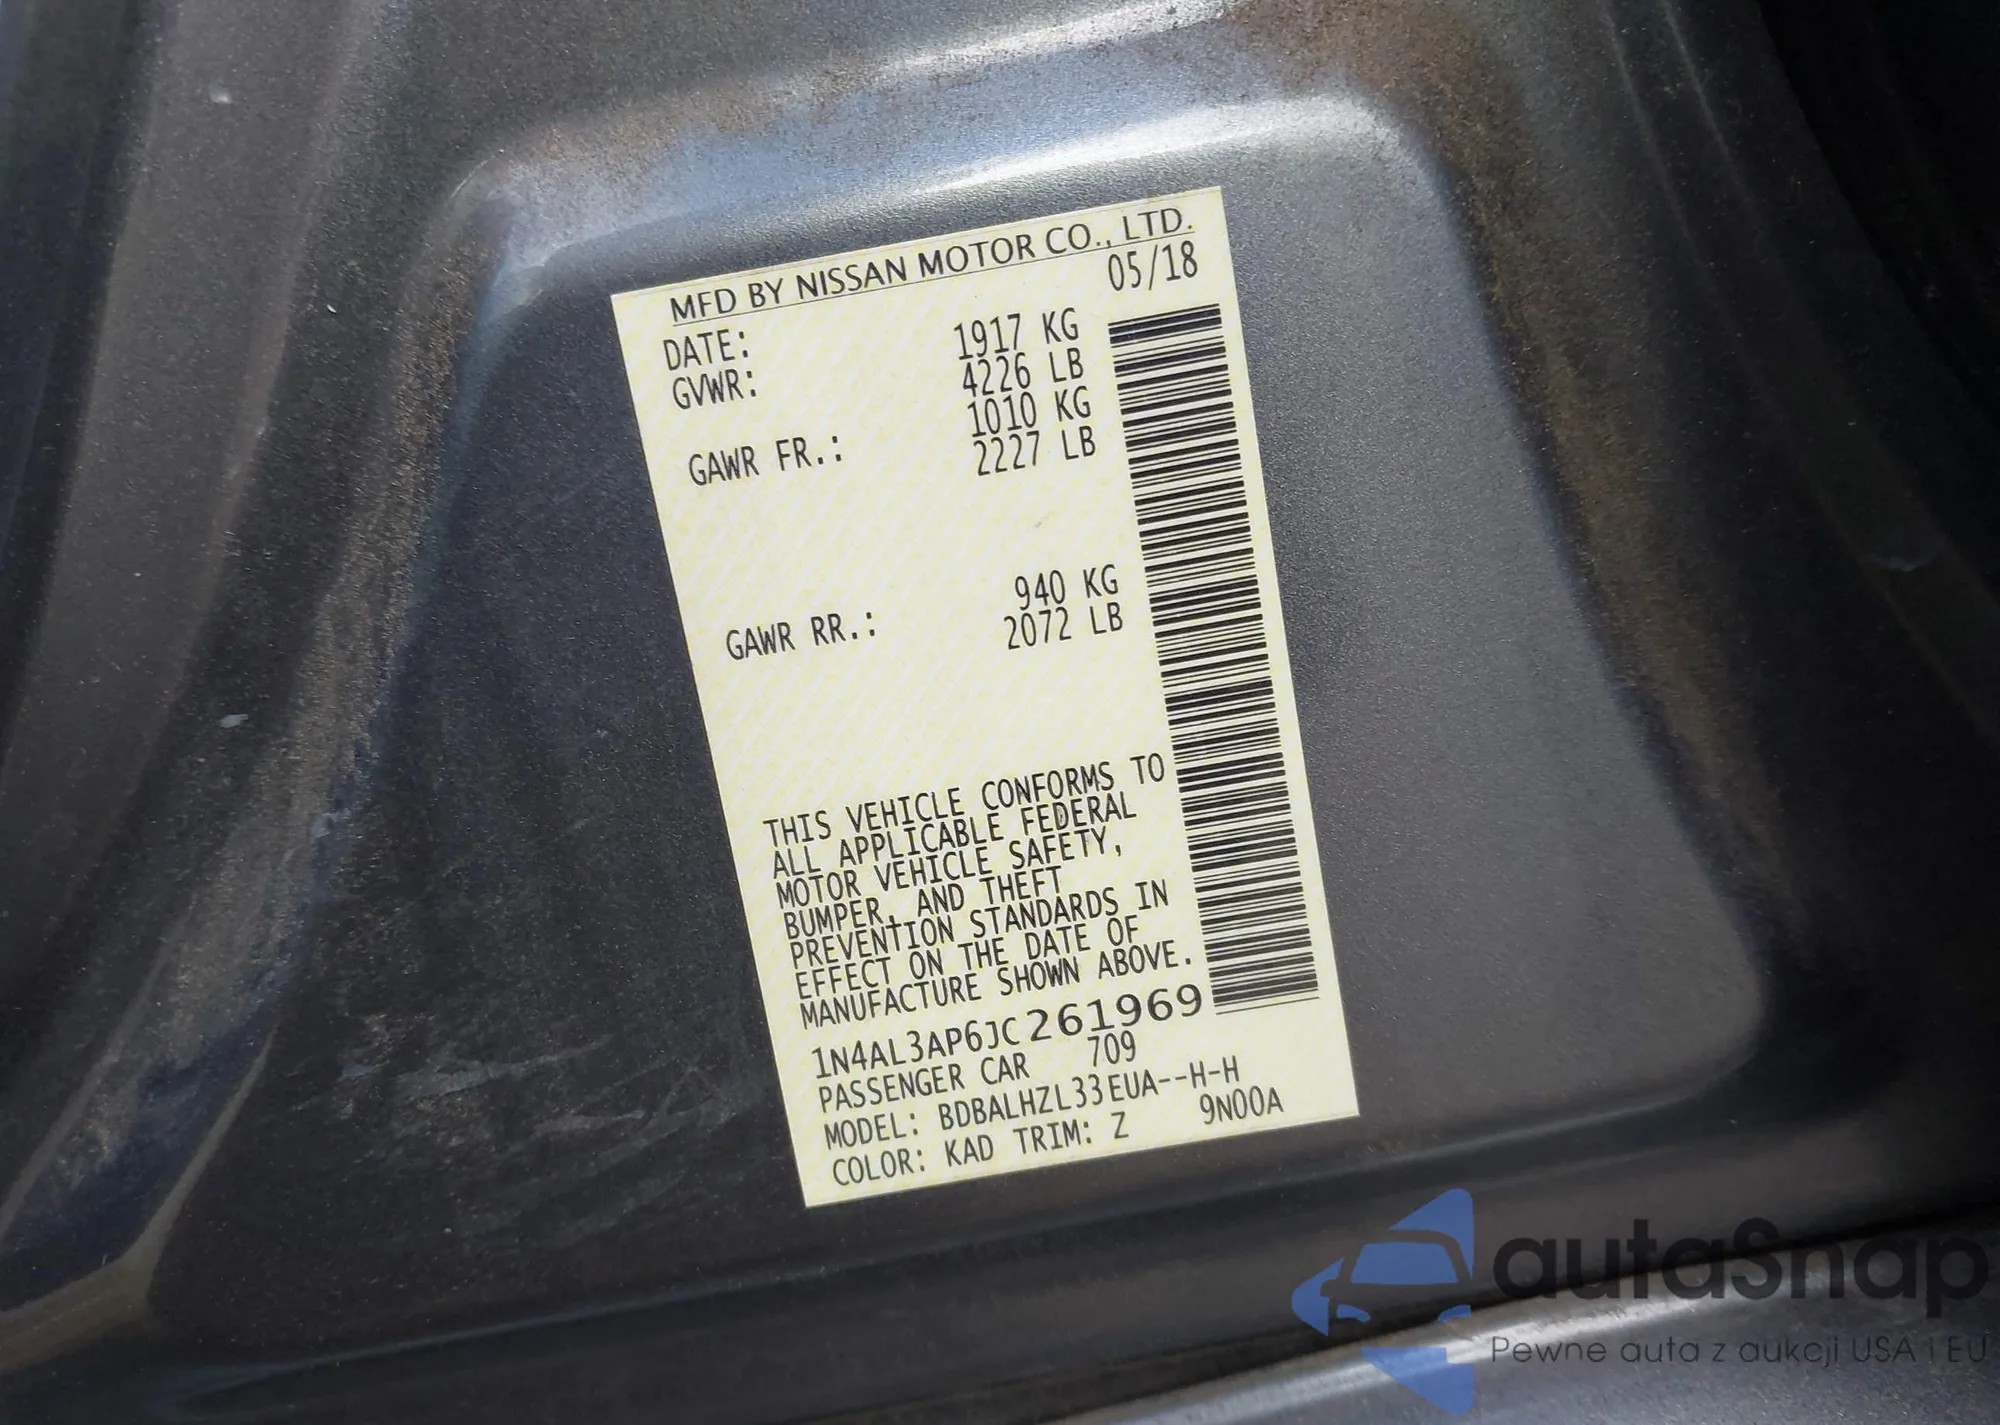 MFD BY NISSAN MOTOR CO., LTD.
DATE: 05/18
GVWR: 1917 KG
4226 LB
GAWR FR.: 1010 KG
2227 LB
GAWR RR.: 940 KG
2072 LB
THIS VEHICLE CONFORMS TO
ALL APPLICABLE FEDERAL
MOTOR VEHICLE SAFETY,
BUMPER, AND THEFT
PREVENTION STANDARDS IN
EFFECT ON THE DATE OF
MANUFACTURE SHOWN ABOVE.
1N4AL3AP6JC261969
PASSENGER CAR 709
MODEL: BDBALHZL33EUA--H-H
COLOR: KAD TRIM: Z 9N00A
autaSnap
Pewne auta z aukcji USA i EU